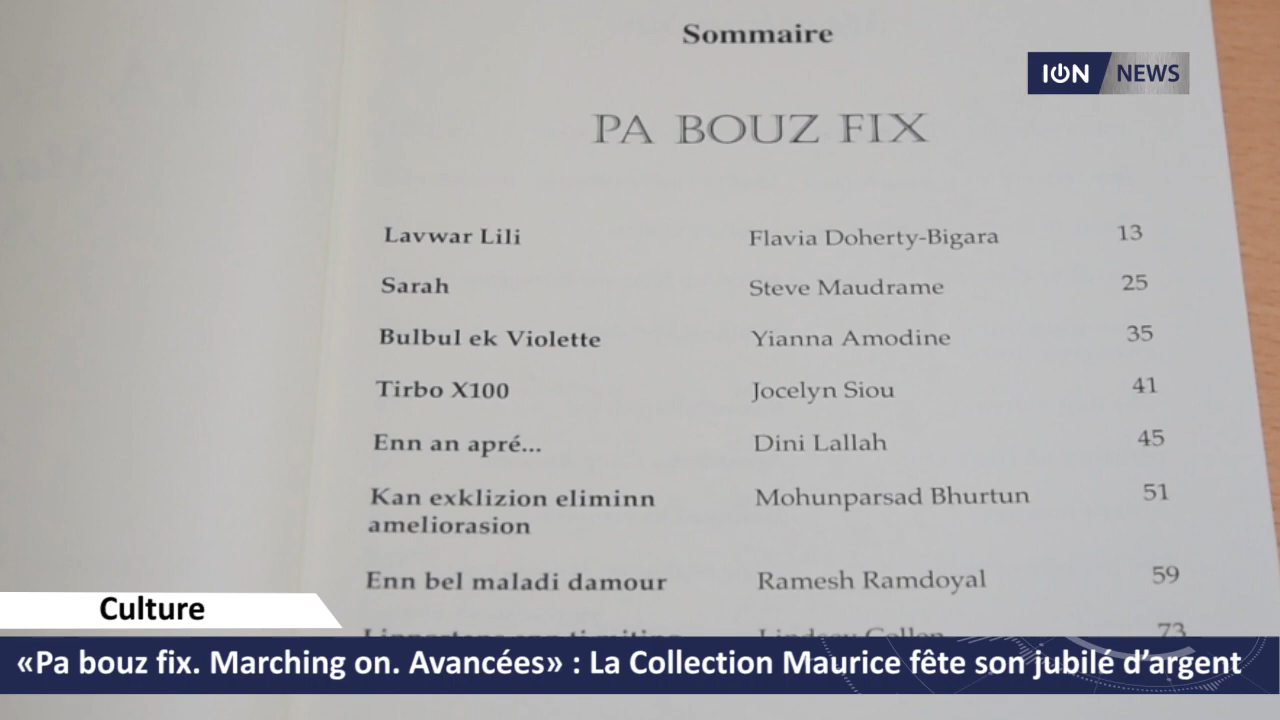 Sommaire
ION NEWS
PA BOUZ FIX
Lavwar Lili Flavia Doherty-Bigara 13
Sarah Steve Maudrame 25
Bulbul ek Violette Yianna Amodine 35
Tirbo X100 Jocelyn Siou 41
Enn an apré... Dini Lallah 45
Kan exklizion eliminn Mohunparsad Bhurtun 51
ameliorasion
Enn bel maladi damour Ramesh Ramdoyal 59
73
Culture
«Pa bouz fix. Marching on. Avancées» : La Collection Maurice fête son jubilé d’argent